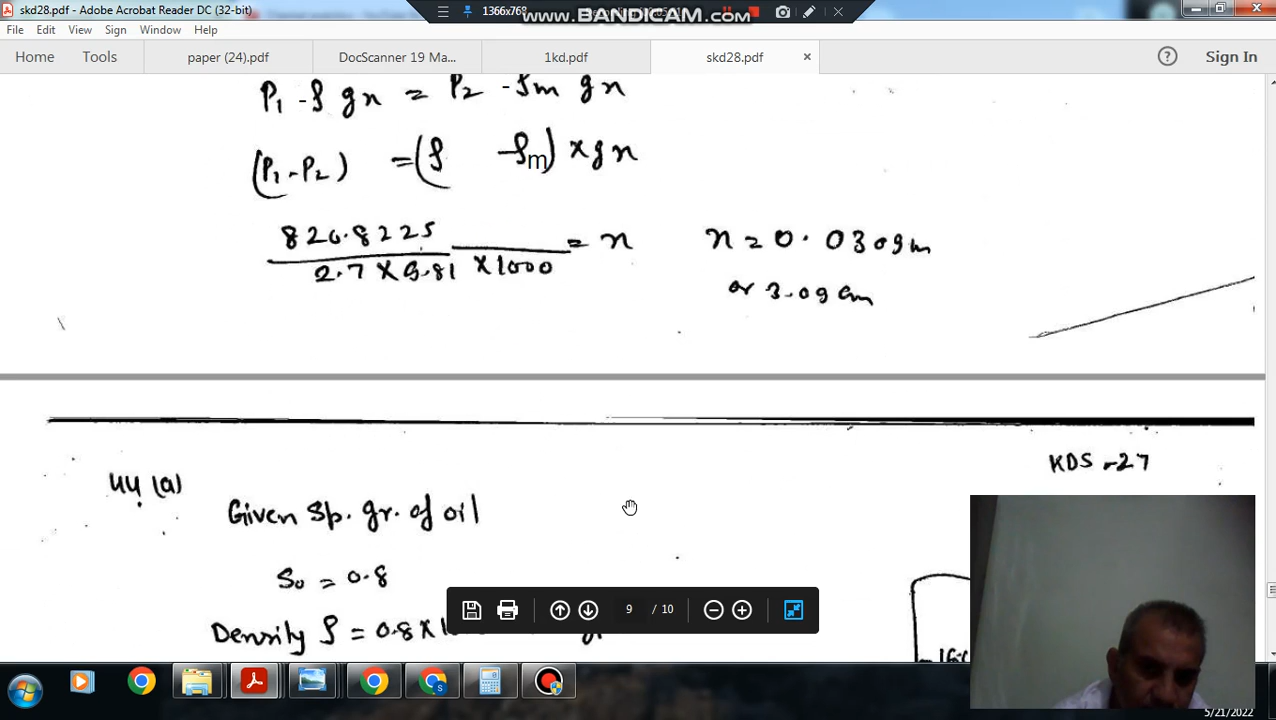 skd28.pdf - Adobe Acrobat Reader DC (32-bit)
1366x768
www.BANDICAM.com
File Edit View Sign Window Help
Home Tools paper (24).pdf DocScanner 19 Ma... 1kd.pdf skd28.pdf × ? Sign In
P₁ - ρ g x = P₂ - ρm g x
(P₁ - P₂) = (ρ - ρm) × g x
820.8225
2.7 × 9.81 × 1000 = x
x = 0.0309m
or 3.09 cm
KDS - 27
44 (a)
Given Sp. gr. of oil
S₀ = 0.8
Density ρ = 0.8 × 1
9 / 10
5/21/2022